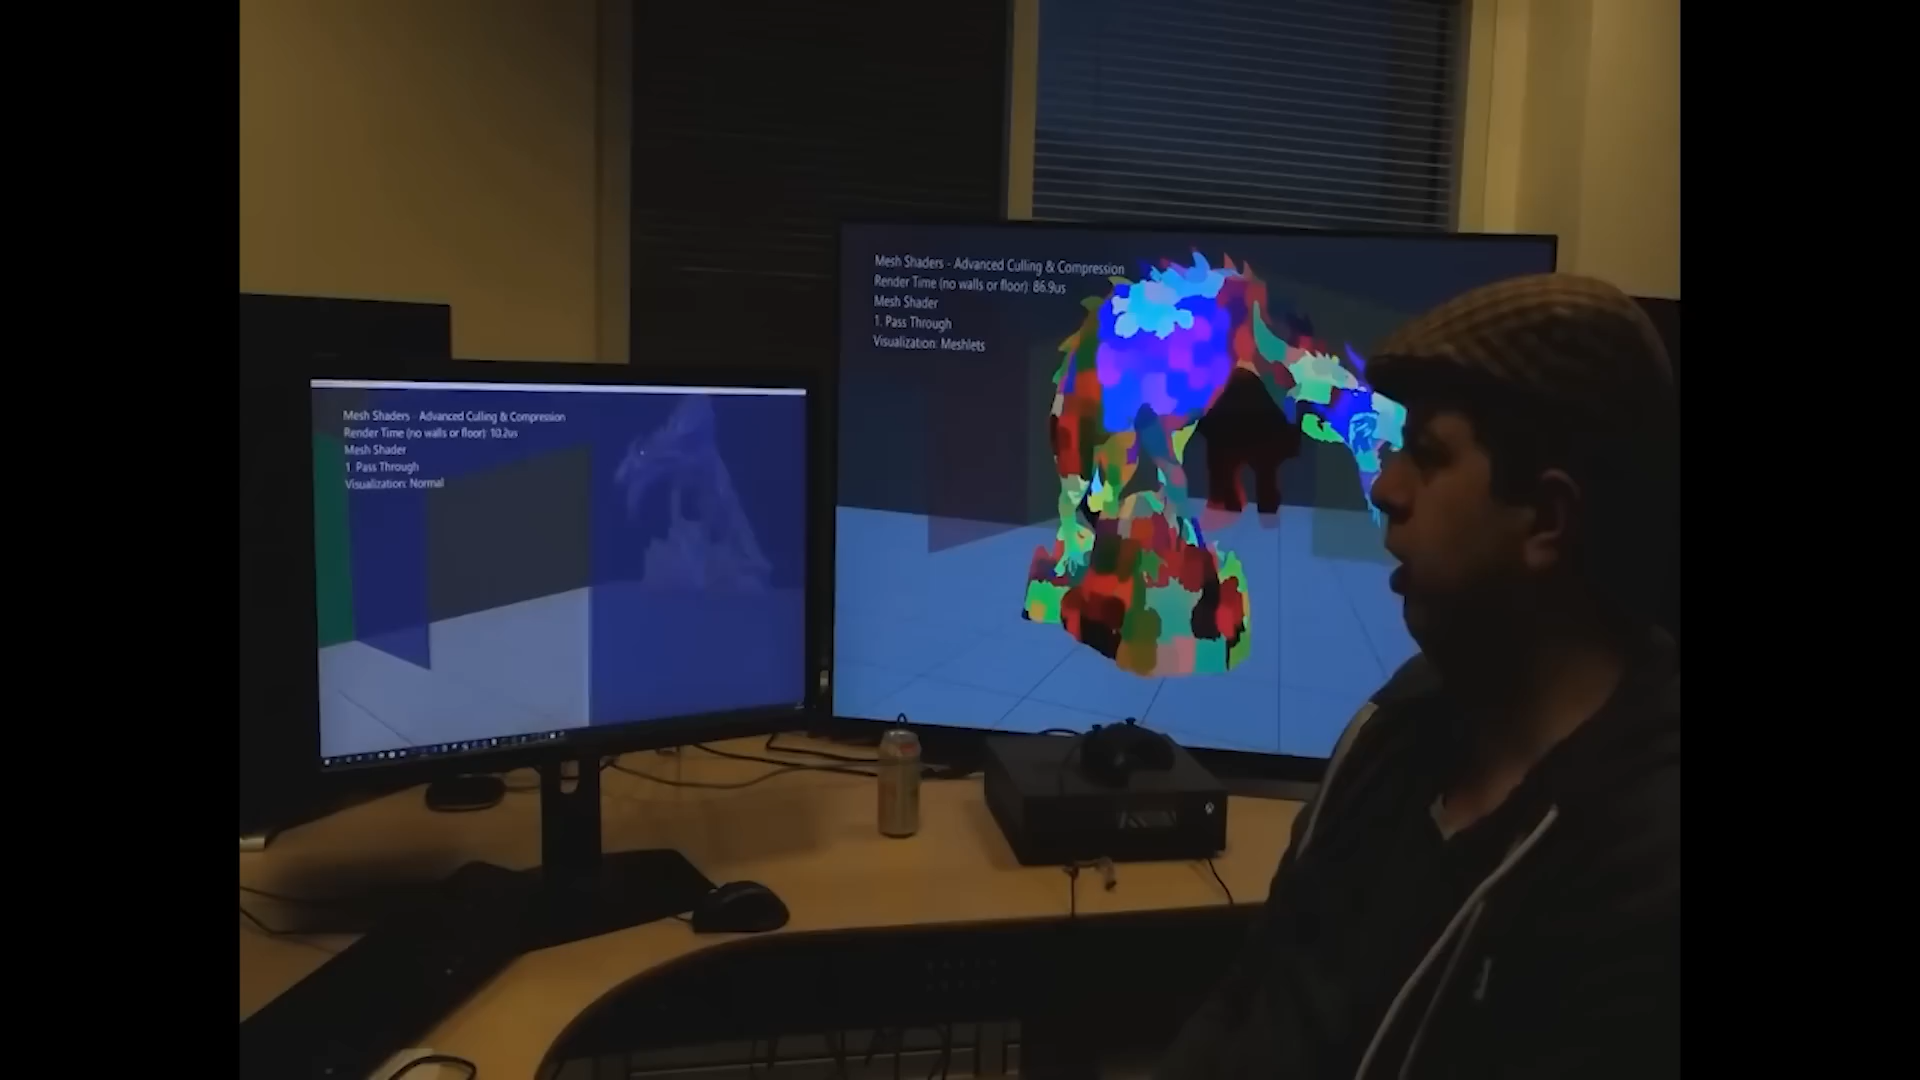 Mesh Shaders - Advanced Culling & Compression
Render Time (no walls or floor): 10.2us
Mesh Shader
1. Pass Through
Visualization: Normal
Mesh Shaders - Advanced Culling & Compression
Render Time (no walls or floor): 86.9us
Mesh Shader
1. Pass Through
Visualization: Meshlets